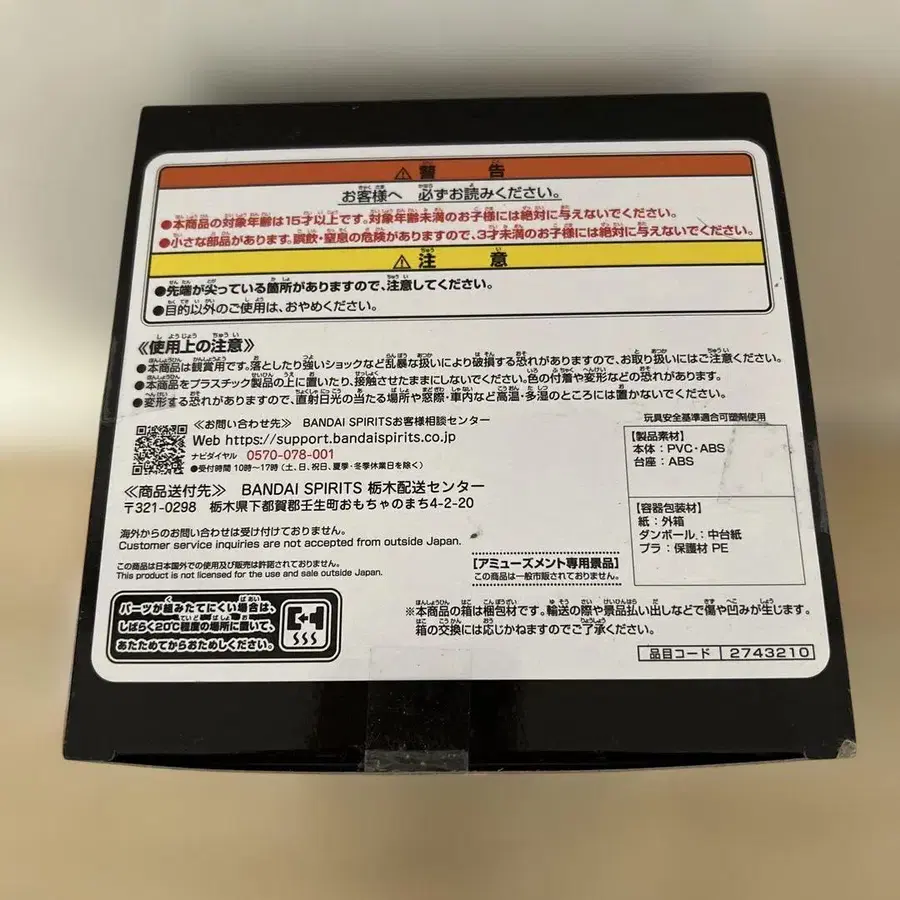 ⚠警告
お客様へ 必ずお読みください。
●本商品の対象年齢は15才以上です。対象年齢未満のお子様には絶対に与えないでください。
●小さな部品があります。誤飲・窒息の危険がありますので、3才未満のお子様には絶対に与えないでください。
⚠注意
●先端が尖っている箇所がありますので、注意してください。
●目的以外のご使用は、おやめください。
《使用上の注意》
●本商品は観賞用です。落としたり強いショックなど乱暴な扱いにより破損する恐れがありますので、お取り扱いにはご注意ください。
●本商品をプラスチック製品の上に置いたり、接触させたままにしないでください。色の付着や変形などの恐れがあります。
●変形する恐れがありますので、直射日光の当たる場所や窓際・車内など高温・多湿のところには置かないでください。
《お問い合わせ先》 BANDAI SPIRITSお客様相談センター
Web https://support.bandaispirits.co.jp
ナビダイヤル 0570-078-001
●受付時間 10時〜17時(土、日、祝日、夏季・冬季休業日を除く)
《商品送付先》 BANDAI SPIRITS 栃木配送センター
〒321-0298 栃木県下都賀郡壬生町おもちゃのまち4-2-20
海外からのお問い合わせは受け付けておりません。
Customer service inquiries are not accepted from outside Japan.
この商品は日本国外での使用及び販売は許諾されておりません。
This product is not licensed for the use and sale outside Japan.
パーツが組みたてにくい場合は、
しばらく20℃程度の場所に置いて、
あたためてからおためしください。
玩具安全基準適合可塑剤使用
【製品素材】
本体:PVC・ABS
台座:ABS
【容器包装材】
紙:外箱
ダンボール:中台紙
プラ:保護材 PE
【アミューズメント専用景品】
この商品は一般市販されておりません。
※本商品の箱は梱包材です。輸送の際や景品払い出しなどで傷や凹みが生じます。
箱の交換には応じかねますのでご了承ください。
品目コード 2743210